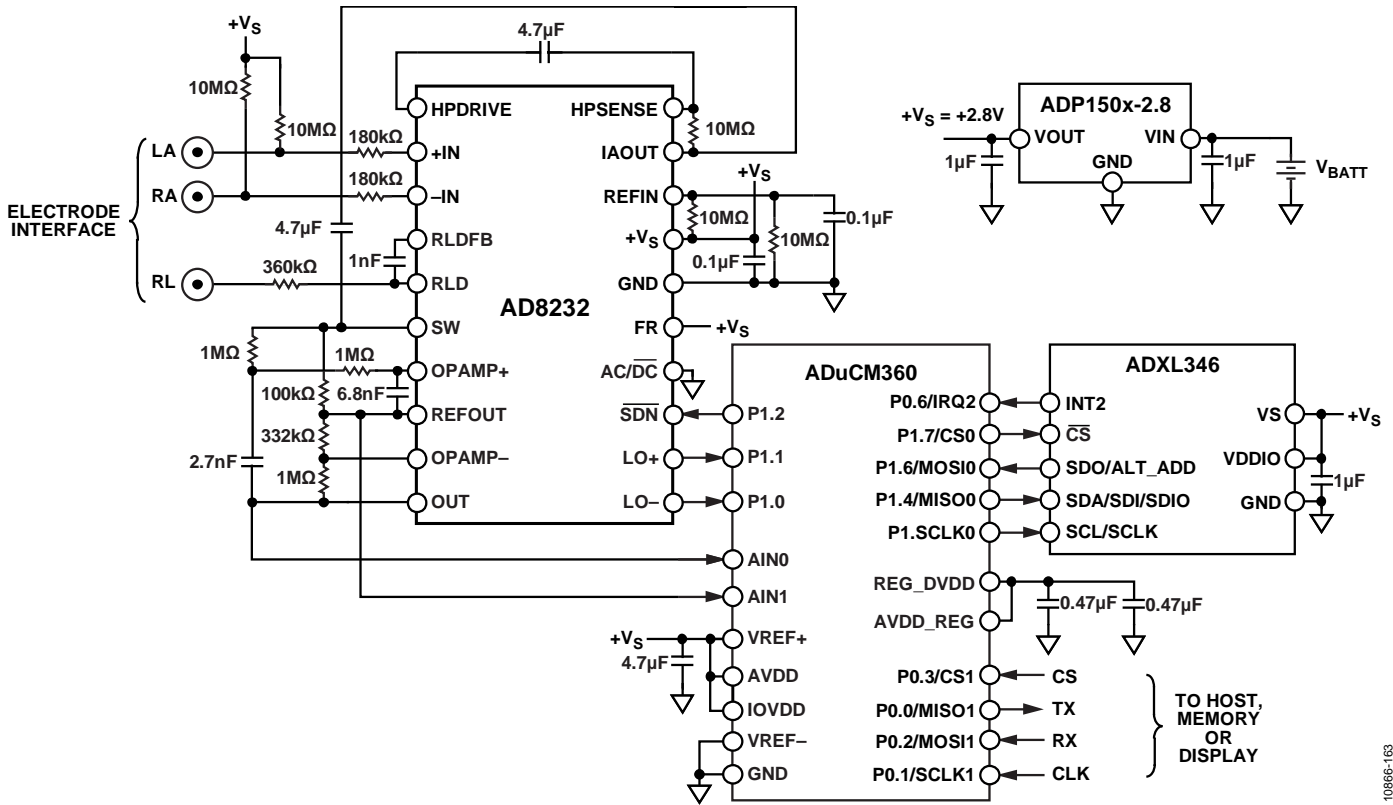 +VS
10MΩ
10MΩ
LA
RA
RL
ELECTRODE
INTERFACE
180kΩ
180kΩ
4.7µF
360kΩ
1nF
1MΩ
1MΩ
100kΩ
6.8nF
332kΩ
2.7nF
1MΩ
4.7µF
AD8232
HPDRIVE
+IN
–IN
RLDFB
RLD
SW
OPAMP+
REFOUT
OPAMP–
OUT
HPSENSE
IAOUT
REFIN
+VS
GND
FR
AC/DC
SDN
LO+
LO–
10MΩ
+VS
10MΩ
10MΩ
0.1µF
0.1µF
+VS
ADP150x-2.8
+VS = +2.8V
VOUT
VIN
GND
1µF
1µF
VBATT
ADuCM360
P1.2
P1.1
P1.0
AIN0
AIN1
VREF+
AVDD
IOVDD
VREF–
GND
+VS
4.7µF
P0.6/IRQ2
P1.7/CS0
P1.6/MOSI0
P1.4/MISO0
P1.SCLK0
REG_DVDD
AVDD_REG
P0.3/CS1
P0.0/MISO1
P0.2/MOSI1
P0.1/SCLK1
ADXL346
INT2
CS
SDO/ALT_ADD
SDA/SDI/SDIO
SCL/SCLK
VS
VDDIO
GND
+VS
1µF
0.47µF
0.47µF
CS
TX
RX
CLK
TO HOST,
MEMORY
OR
DISPLAY
10866-163